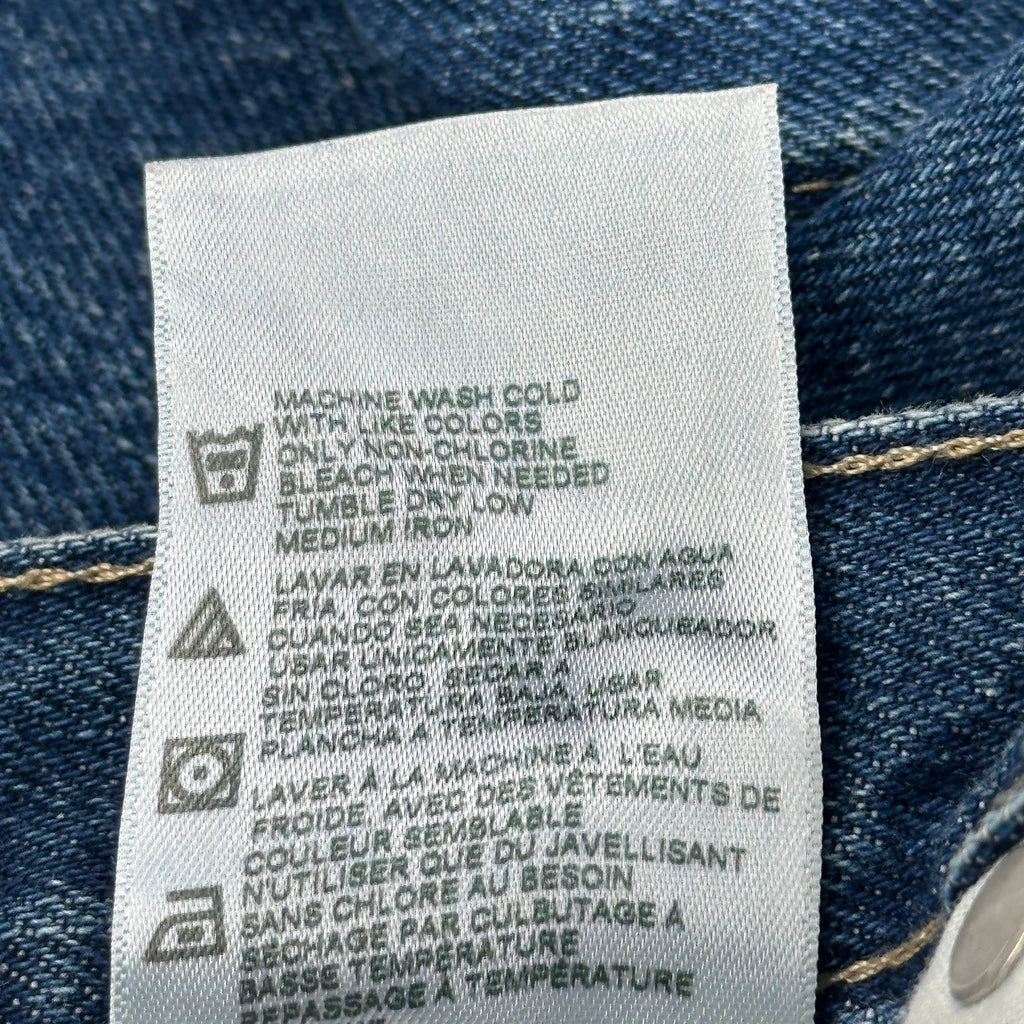 MACHINE WASH COLD
WITH LIKE COLORS
ONLY NON-CHLORINE
BLEACH WHEN NEEDED
TUMBLE DRY LOW
MEDIUM IRON
LAVAR EN LAVADORA CON AGUA
FRIA, CON COLORES SIMILARES
CUANDO SEA NECESARIO
USAR UNICAMENTE BLANQUEADOR
SIN CLORO. SECAR A
TEMPERATURA BAJA. USAR
PLANCHA A TEMPERATURA MEDIA
LAVER À LA MACHINE À L'EAU
FROIDE, AVEC DES VÊTEMENTS DE
COULEUR SEMBLABLE
N'UTILISER QUE DU JAVELLISANT
SANS CHLORE AU BESOIN
SÉCHAGE PAR CULBUTAGE À
BASSE TEMPÉRATURE
REPASSAGE À TEMPÉRATURE